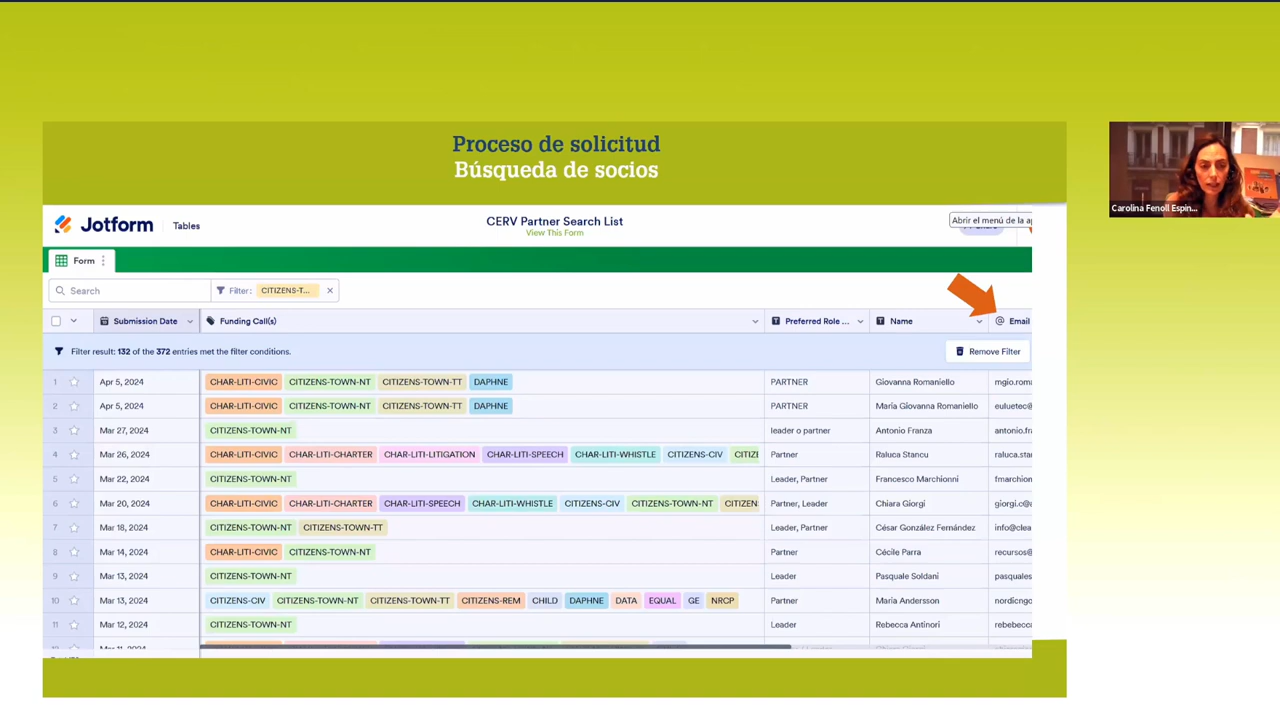 Proceso de solicitud
Búsqueda de socios
Jotform Tables
CERV Partner Search List
View This Form
Abrir el menú de la ap
Form
Search
Filter: CITIZENS-T...
Submission Date Funding Call(s) Preferred Role ... Name Email
Filter result: 132 of the 372 entries met the filter conditions.
Remove Filter
1 Apr 5, 2024 CHAR-LITI-CIVIC CITIZENS-TOWN-NT CITIZENS-TOWN-TT DAPHNE PARTNER Giovanna Romaniello mgio.roma
2 Apr 5, 2024 CHAR-LITI-CIVIC CITIZENS-TOWN-NT CITIZENS-TOWN-TT DAPHNE PARTNER Maria Giovanna Romaniello euluetec@
3 Mar 27, 2024 CITIZENS-TOWN-NT leader o partner Antonio Franza antonio.fra
4 Mar 26, 2024 CHAR-LITI-CIVIC CHAR-LITI-CHARTER CHAR-LITI-LITIGATION CHAR-LITI-SPEECH CHAR-LITI-WHISTLE CITIZENS-CIV CITIZE Partner Raluca Stancu raluca.stan
5 Mar 22, 2024 CITIZENS-TOWN-NT Leader, Partner Francesco Marchionni fmarchion
6 Mar 20, 2024 CHAR-LITI-CIVIC CHAR-LITI-CHARTER CHAR-LITI-SPEECH CHAR-LITI-WHISTLE CITIZENS-CIV CITIZENS-TOWN-NT CITIZEN Partner, Leader Chiara Giorgi giorgi.c@
7 Mar 18, 2024 CITIZENS-TOWN-NT CITIZENS-TOWN-TT Leader, Partner César González Fernández info@clea
8 Mar 14, 2024 CHAR-LITI-CIVIC CITIZENS-TOWN-NT Partner Cécile Parra recursos@
9 Mar 13, 2024 CITIZENS-TOWN-NT Leader Pasquale Soldani pasquales
10 Mar 13, 2024 CITIZENS-CIV CITIZENS-TOWN-NT CITIZENS-TOWN-TT CITIZENS-REM CHILD DAPHNE DATA EQUAL GE NRCP Partner Maria Andersson nordicngo
11 Mar 12, 2024 CITIZENS-TOWN-NT Leader Rebecca Antinori rebebecca
Carolina Fenoll Espin...